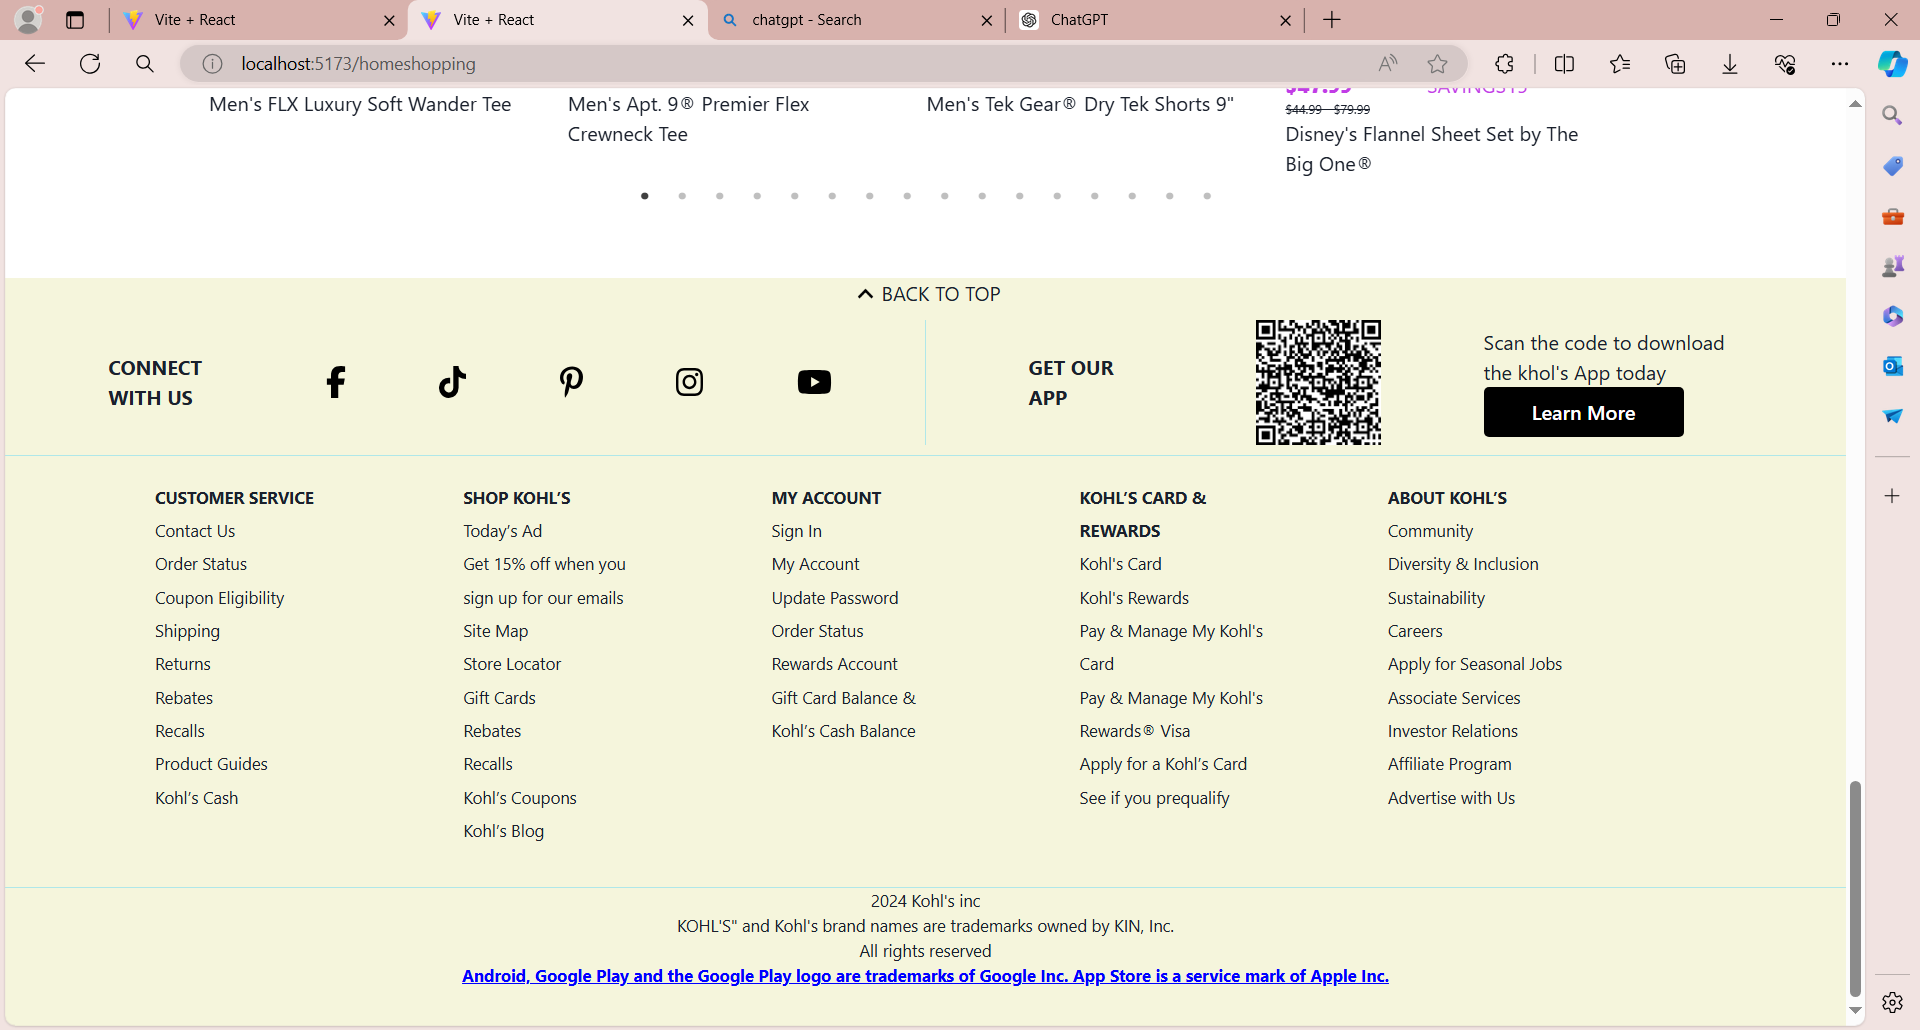 Vite + React
Vite + React
chatgpt - Search
ChatGPT
localhost:5173/homeshopping
Men's FLX Luxury Soft Wander Tee
Men's Apt. 9® Premier Flex
Crewneck Tee
Men's Tek Gear® Dry Tek Shorts 9"
$47.99
SAVINGS15
$44.99 - $79.99
Disney's Flannel Sheet Set by The
Big One®
BACK TO TOP
CONNECT
WITH US
GET OUR
APP
Scan the code to download
the khol's App today
Learn More
CUSTOMER SERVICE
Contact Us
Order Status
Coupon Eligibility
Shipping
Returns
Rebates
Recalls
Product Guides
Kohl’s Cash
SHOP KOHL’S
Today’s Ad
Get 15% off when you
sign up for our emails
Site Map
Store Locator
Gift Cards
Rebates
Recalls
Kohl’s Coupons
Kohl’s Blog
MY ACCOUNT
Sign In
My Account
Update Password
Order Status
Rewards Account
Gift Card Balance &
Kohl’s Cash Balance
KOHL’S CARD &
REWARDS
Kohl's Card
Kohl's Rewards
Pay & Manage My Kohl's
Card
Pay & Manage My Kohl's
Rewards® Visa
Apply for a Kohl’s Card
See if you prequalify
ABOUT KOHL’S
Community
Diversity & Inclusion
Sustainability
Careers
Apply for Seasonal Jobs
Associate Services
Investor Relations
Affiliate Program
Advertise with Us
2024 Kohl's inc
KOHL'S" and Kohl's brand names are trademarks owned by KIN, Inc.
All rights reserved
Android, Google Play and the Google Play logo are trademarks of Google Inc. App Store is a service mark of Apple Inc.